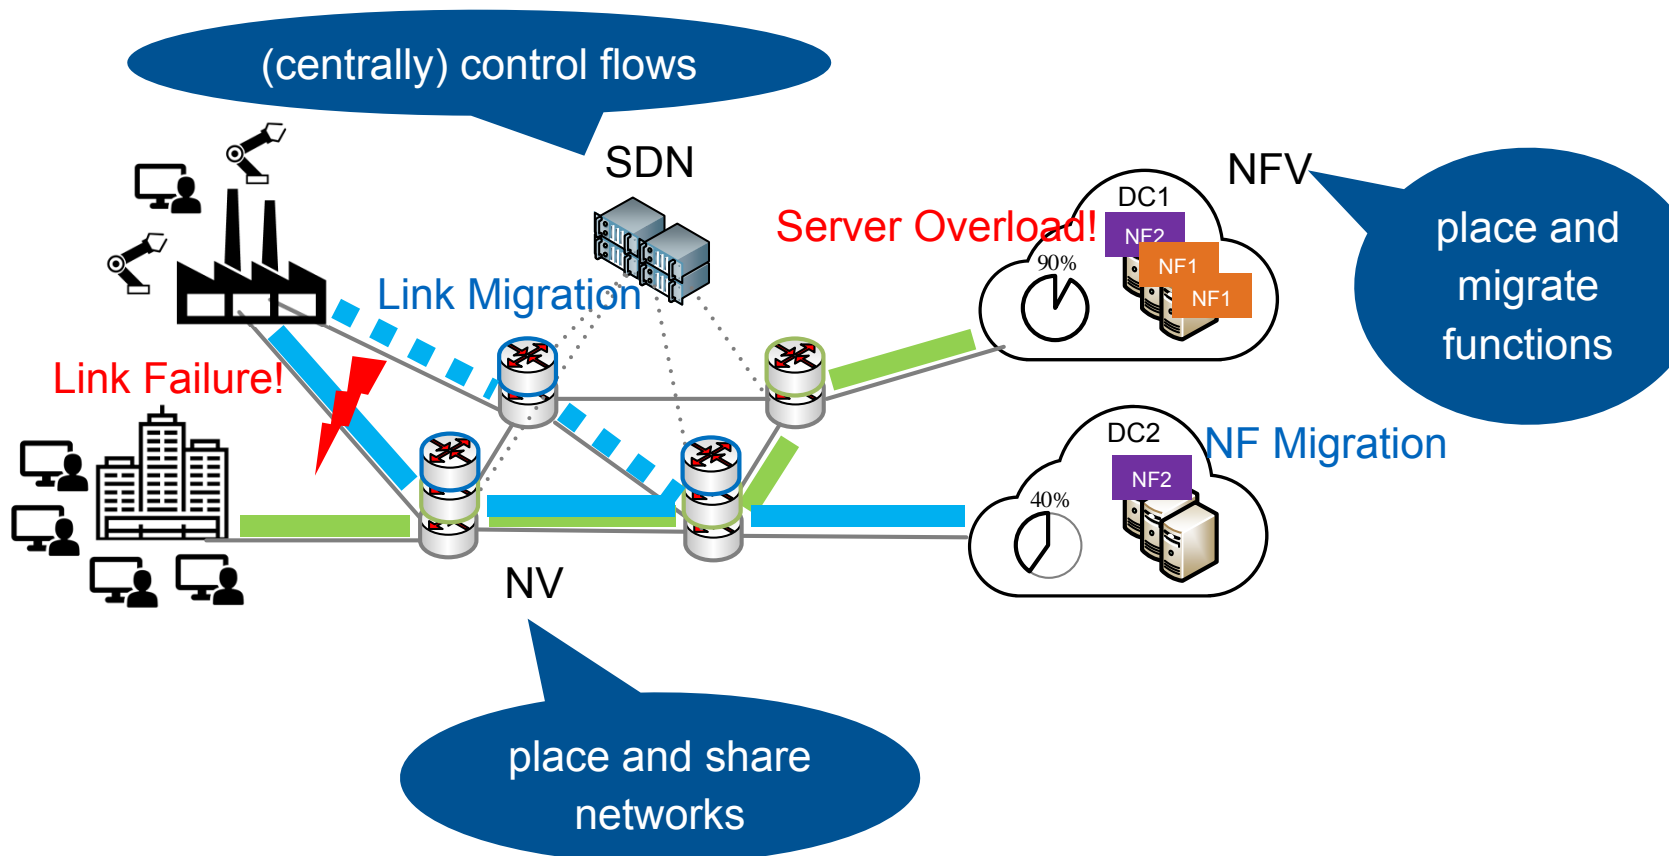 (centrally) control flows
SDN
NFV
DC1
Server Overload!
NF2
place and
migrate
functions
90%
NF1
NF1
Link Migration
Link Failure!
DC2
NF Migration
NF2
40%
NV
place and share
networks